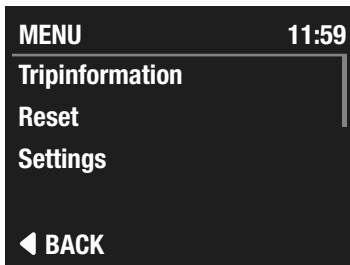 MENU 11:59
Tripinformation
Reset
Settings
BACK